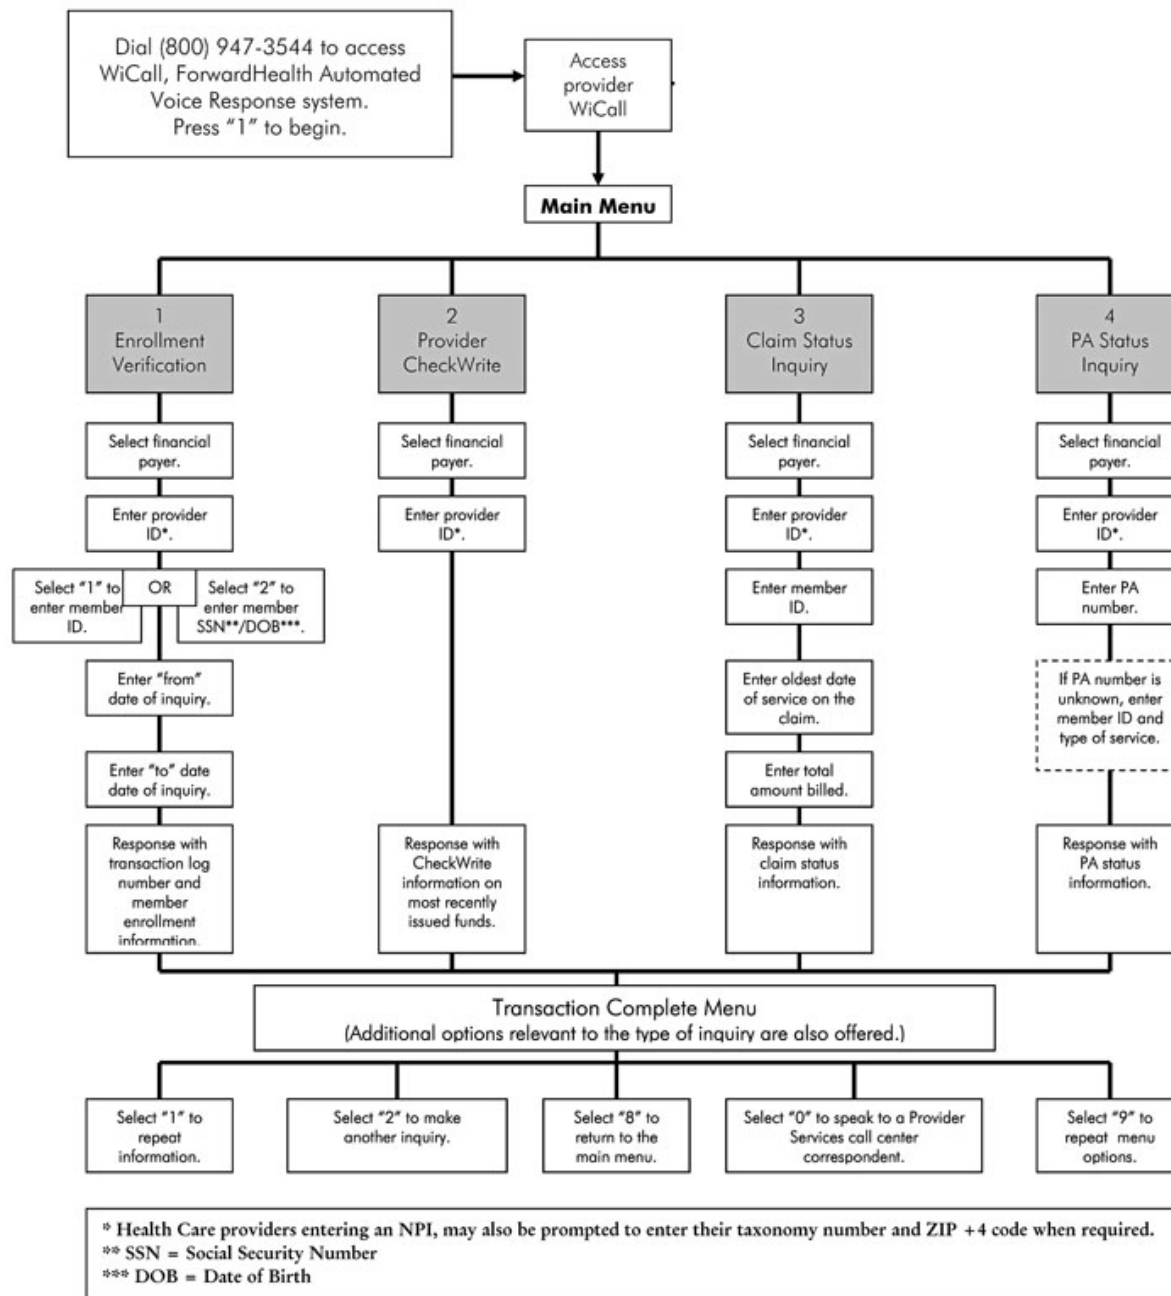 Dial (800) 947-3544 to access
WiCall, ForwardHealth Automated
Voice Response system.
Press "1" to begin.
Access
provider
WiCall
Main Menu
1
Enrollment
Verification
2
Provider
CheckWrite
3
Claim Status
Inquiry
4
PA Status
Inquiry
Select financial
payer.
Select financial
payer.
Select financial
payer.
Select financial
payer.
Enter provider
ID*.
Enter provider
ID*.
Enter provider
ID*.
Enter provider
ID*.
Select "1" to
enter member
ID.
OR
Select "2" to
enter member
SSN**/DOB***.
Enter member
ID.
Enter PA
number.
Enter "from"
date of inquiry.
Enter oldest date
of service on the
claim.
If PA number is
unknown, enter
member ID and
type of service.
Enter "to" date
date of inquiry.
Enter total
amount billed.
Response with
transaction log
number and
member
enrollment
information.
Response with
CheckWrite
information on
most recently
issued funds.
Response with
claim status
information.
Response with
PA status
information.
Transaction Complete Menu
(Additional options relevant to the type of inquiry are also offered.)
Select "1" to
repeat
information.
Select "2" to make
another inquiry.
Select "8" to
return to the
main menu.
Select "0" to speak to a Provider
Services call center
correspondent.
Select "9" to
repeat menu
options.
* Health Care providers entering an NPI, may also be prompted to enter their taxonomy number and ZIP +4 code when required.
** SSN = Social Security Number
*** DOB = Date of Birth